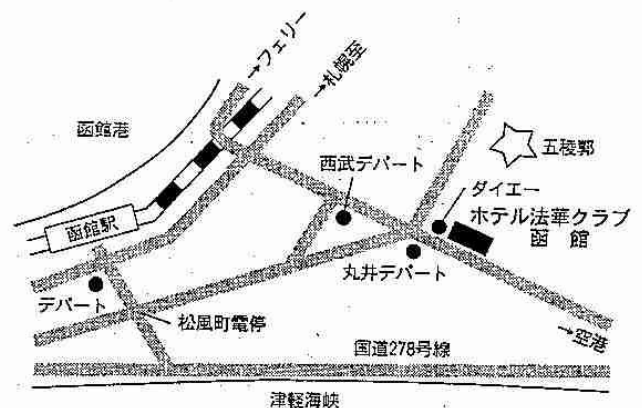 →フェリー
→札幌至
函館港
五稜郭
西武デパート
ダイエー
ホテル法華クラブ
函館
函館駅
丸井デパート
デパート
松風町電停
→空港
国道278号線
津軽海峡